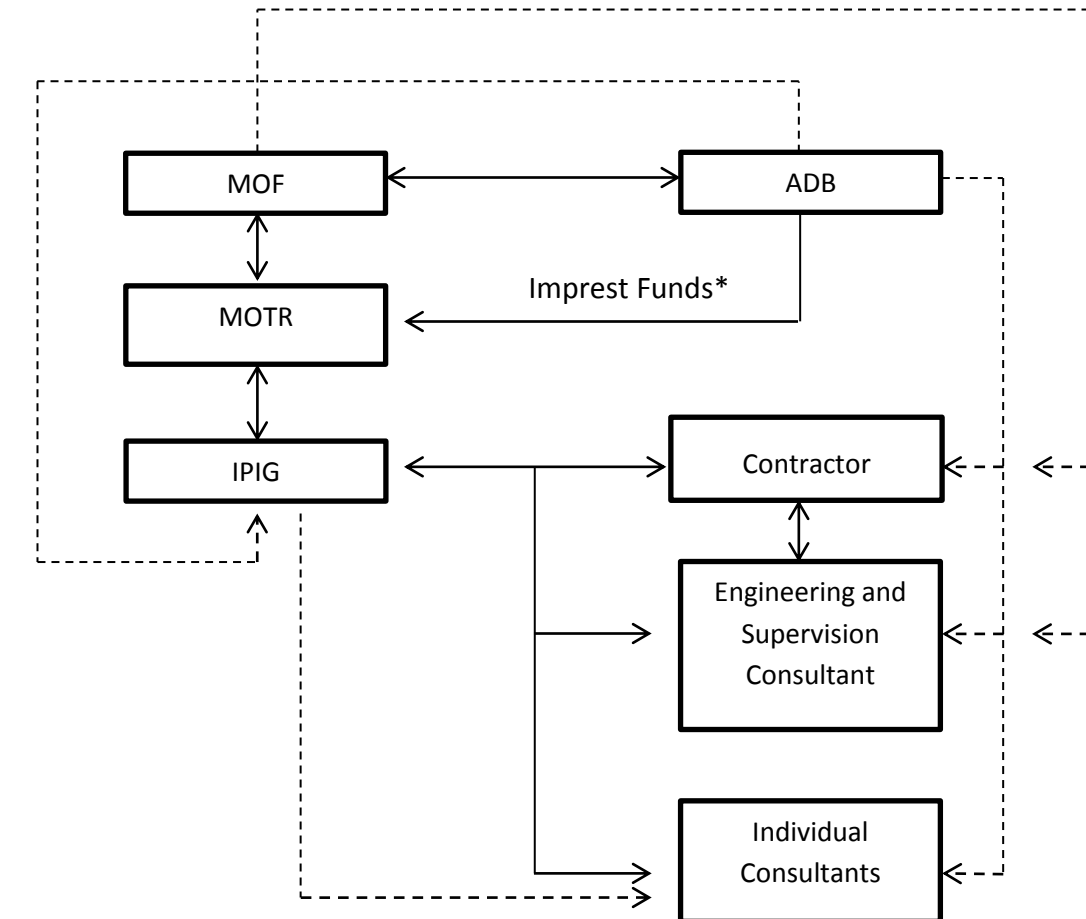 MOF
ADB
Imprest Funds*
MOTR
IPIG
Contractor
Engineering and
Supervision
Consultant
Individual
Consultants